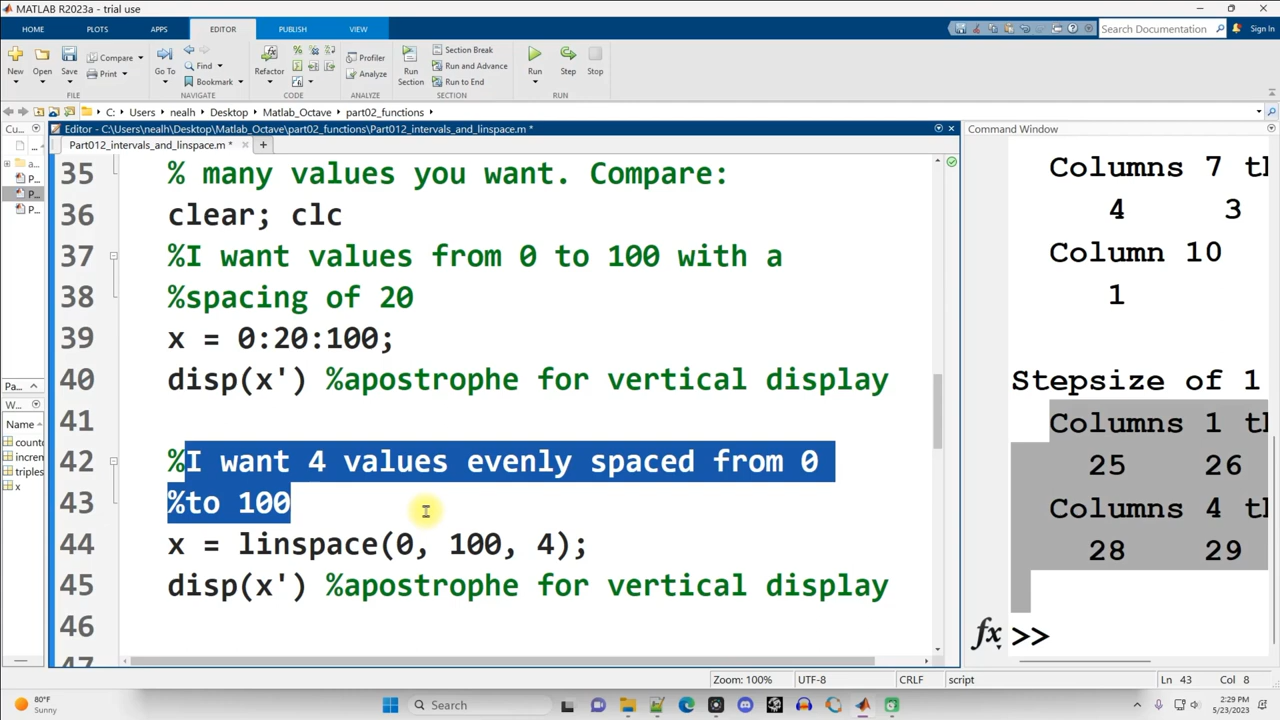 MATLAB R2023a - trial use
HOME PLOTS APPS EDITOR PUBLISH VIEW Search Documentation Sign In
New Open Save Compare Print Go To Find Bookmark Refactor Profiler Analyze Run Section Section Break Run and Advance Run to End Run Step Stop
FILE NAVIGATE CODE ANALYZE SECTION RUN
C: Users nealh Desktop Matlab_Octave part02_functions
Cu... Editor - C:\Users\nealh\Desktop\Matlab_Octave\part02_functions\Part012_intervals_and_linspace.m * Command Window
Part012_intervals_and_linspace.m * +
35 % many values you want. Compare:
36 clear; clc
37 %I want values from 0 to 100 with a
38 %spacing of 20
39 x = 0:20:100;
40 disp(x') %apostrophe for vertical display
41
42 %I want 4 values evenly spaced from 0
43 %to 100
44 x = linspace(0, 100, 4);
45 disp(x') %apostrophe for vertical display
46
47
a...
P...
P...
P...
Pa...
W...
Name
counte
increm
triples
x
Columns 7 th
4 3
Column 10
1
Stepsize of 1
Columns 1 th
25 26
Columns 4 th
28 29
fx >>
Zoom: 100% UTF-8 CRLF script Ln 43 Col 8
80°F
Sunny
Search
2:29 PM
5/23/2023